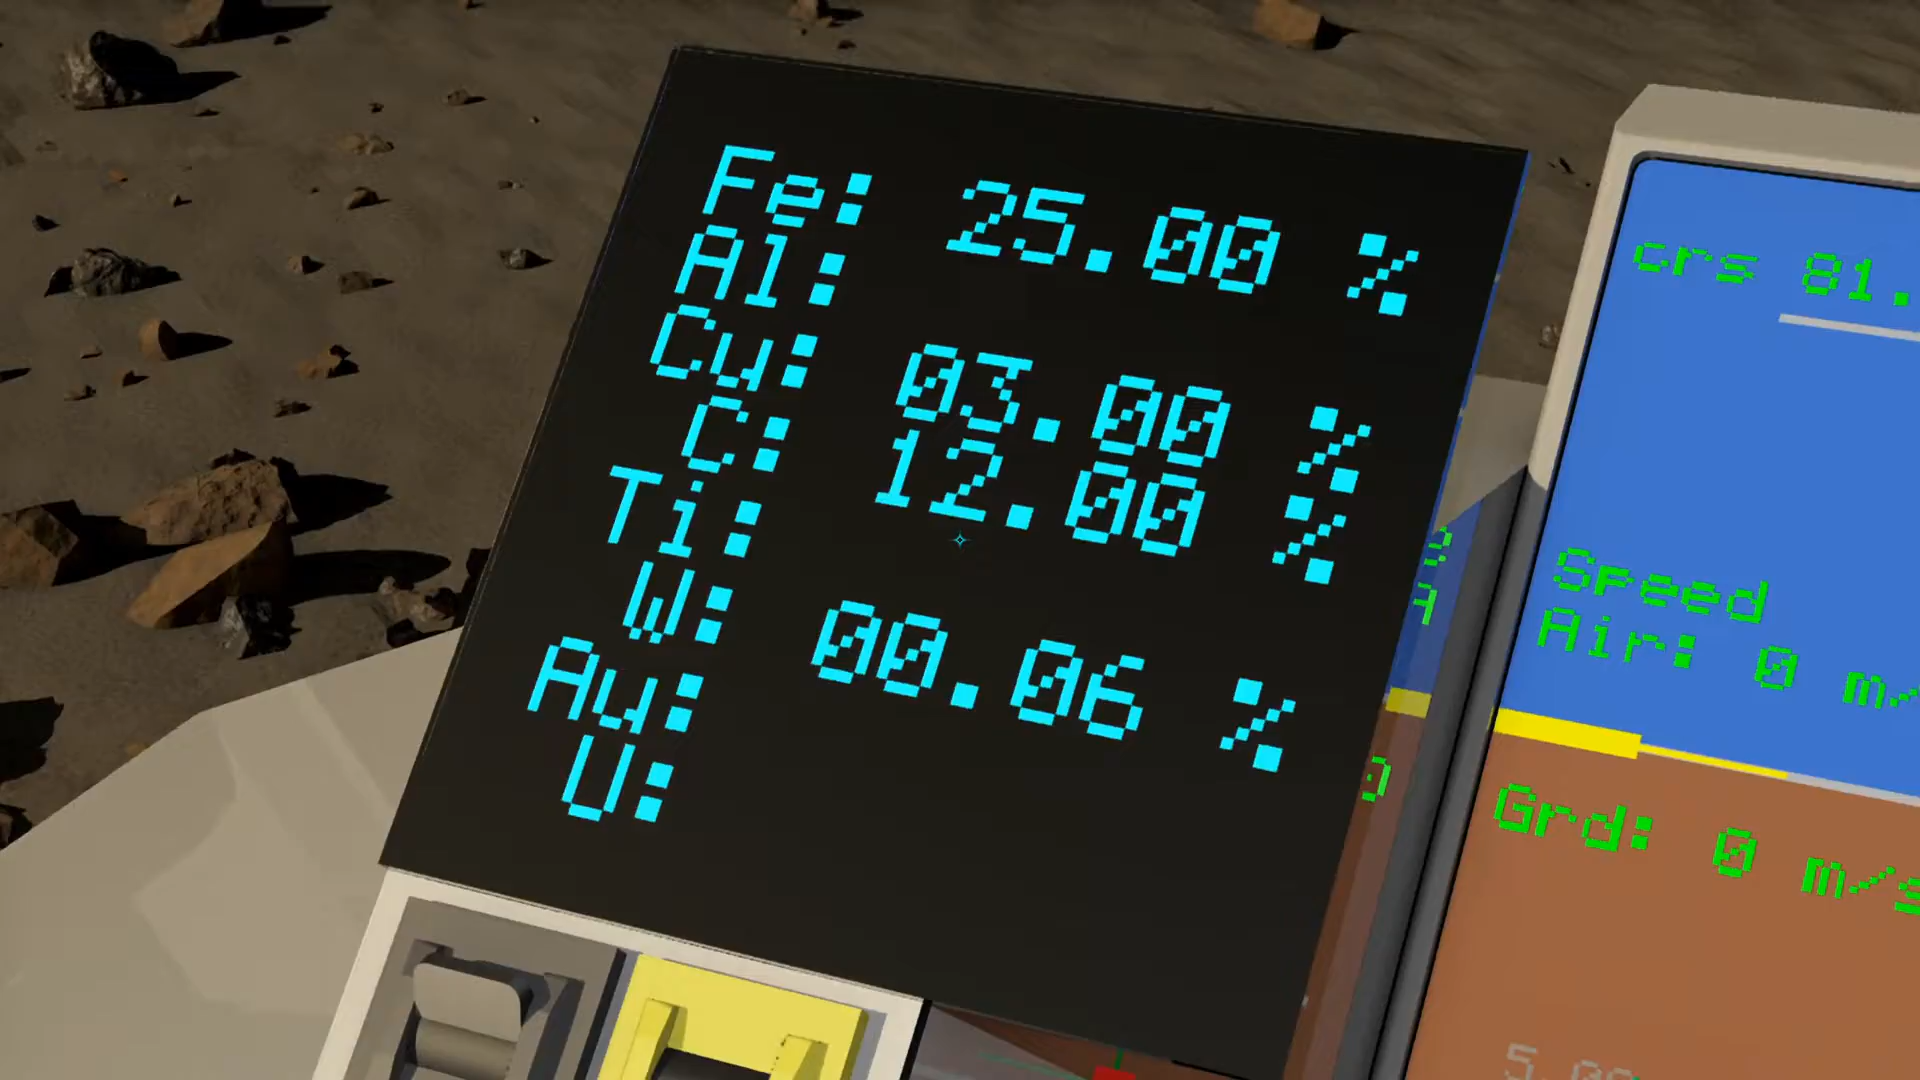 Fe: 25.00 %
Al:
Cu: 03.00 %
C: 12.00 %
Ti:
W: 00.06 %
Au:
U:
crs 81.
Speed
Air: 0 m/
Grd: 0 m/s